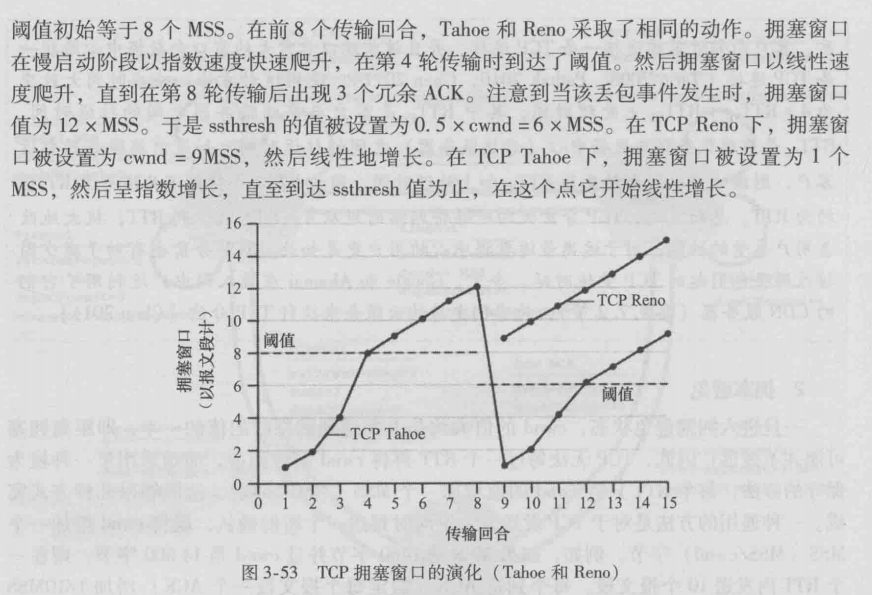 阈值初始等于 8 个 MSS。在前 8 个传输回合，Tahoe 和 Reno 采取了相同的动作。拥塞窗口
在慢启动阶段以指数速度快速爬升，在第 4 轮传输时到达了阈值。然后拥塞窗口以线性速
度爬升，直到在第 8 轮传输后出现 3 个冗余 ACK。注意到当该丢包事件发生时，拥塞窗口
值为 12 × MSS。于是 ssthresh 的值被设置为 0.5 × cwnd = 6 × MSS。在 TCP Reno 下，拥塞窗
口被设置为 cwnd = 9MSS，然后线性地增长。在 TCP Tahoe 下，拥塞窗口被设置为 1 个
MSS，然后呈指数增长，直至到达 ssthresh 值为止，在这个点它开始线性增长。
16
14
12
10
8
6
4
2
0
拥塞窗口
（以报文段计）
阈值
TCP Reno
阈值
TCP Tahoe
0 1 2 3 4 5 6 7 8 9 10 11 12 13 14 15
传输回合
图 3-53 TCP 拥塞窗口的演化（Tahoe 和 Reno）